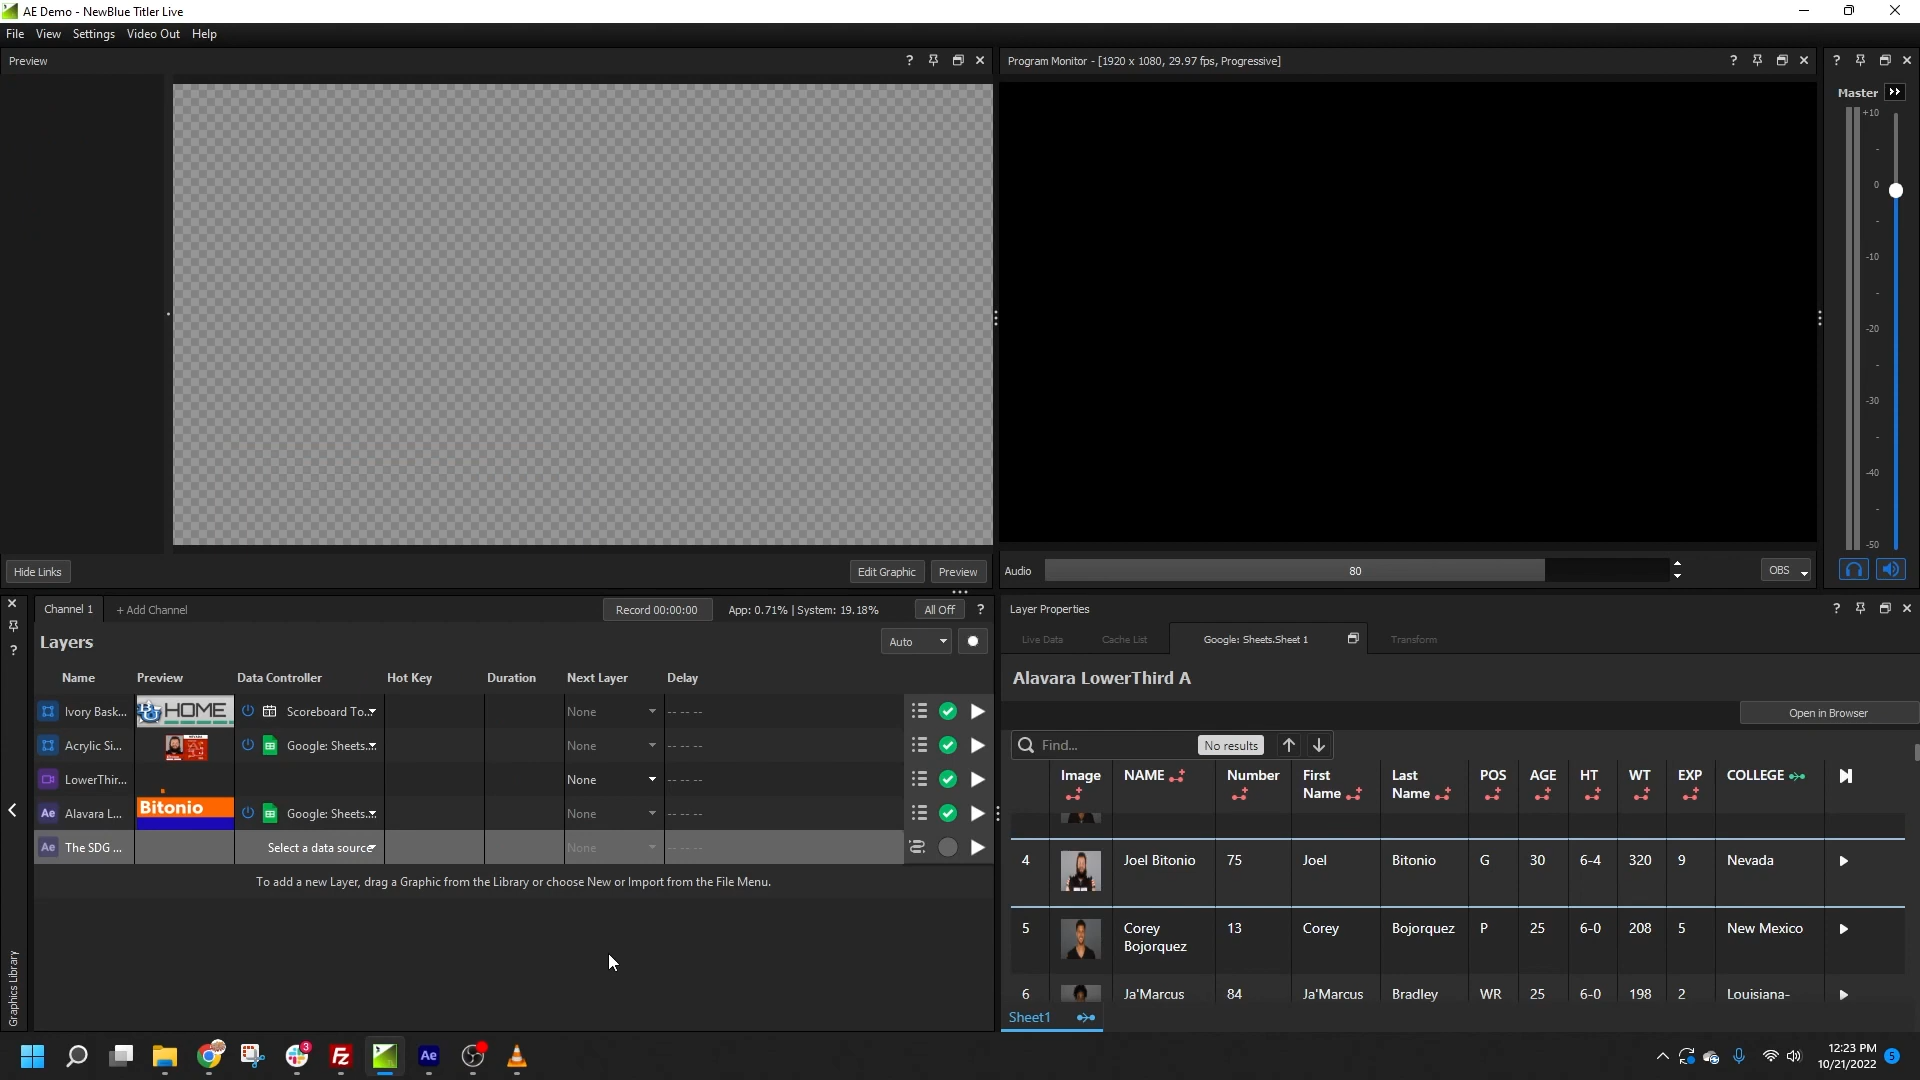 AE Demo - NewBlue Titler Live
File View Settings Video Out Help
Preview
Program Monitor - [1920 x 1080, 29.97 fps, Progressive]
Master
+10
0
-10
-20
-30
-40
-50
Hide Links
Edit Graphic
Preview
Audio
80
OBS
Channel 1
+ Add Channel
Record 00:00:00
App: 0.71% | System: 19.18%
All Off
?
Layers
Auto
Name Preview Data Controller Hot Key Duration Next Layer Delay
Ivory Bask... HOME Scoreboard To... None -- -- --
Acrylic Si... Google: Sheets... None -- -- --
LowerThir... None -- -- --
Ae Alavara L... Bitonio Google: Sheets... None -- -- --
Ae The SDG ... Select a data source None -- -- --
To add a new Layer, drag a Graphic from the Library or choose New or Import from the File Menu.
Graphics Library
Layer Properties
Live Data Cache List Google: Sheets.Sheet 1 Transform
Alavara LowerThird A
Open in Browser
Find...
No results
Image NAME Number First Name Last Name POS AGE HT WT EXP COLLEGE
4 Joel Bitonio 75 Joel Bitonio G 30 6-4 320 9 Nevada
5 Corey Bojorquez 13 Corey Bojorquez P 25 6-0 208 5 New Mexico
6 Ja'Marcus 84 Ja'Marcus Bradley WR 25 6-0 198 2 Louisiana-
Sheet1
3
Fz
Ae
12:23 PM
10/21/2022
5